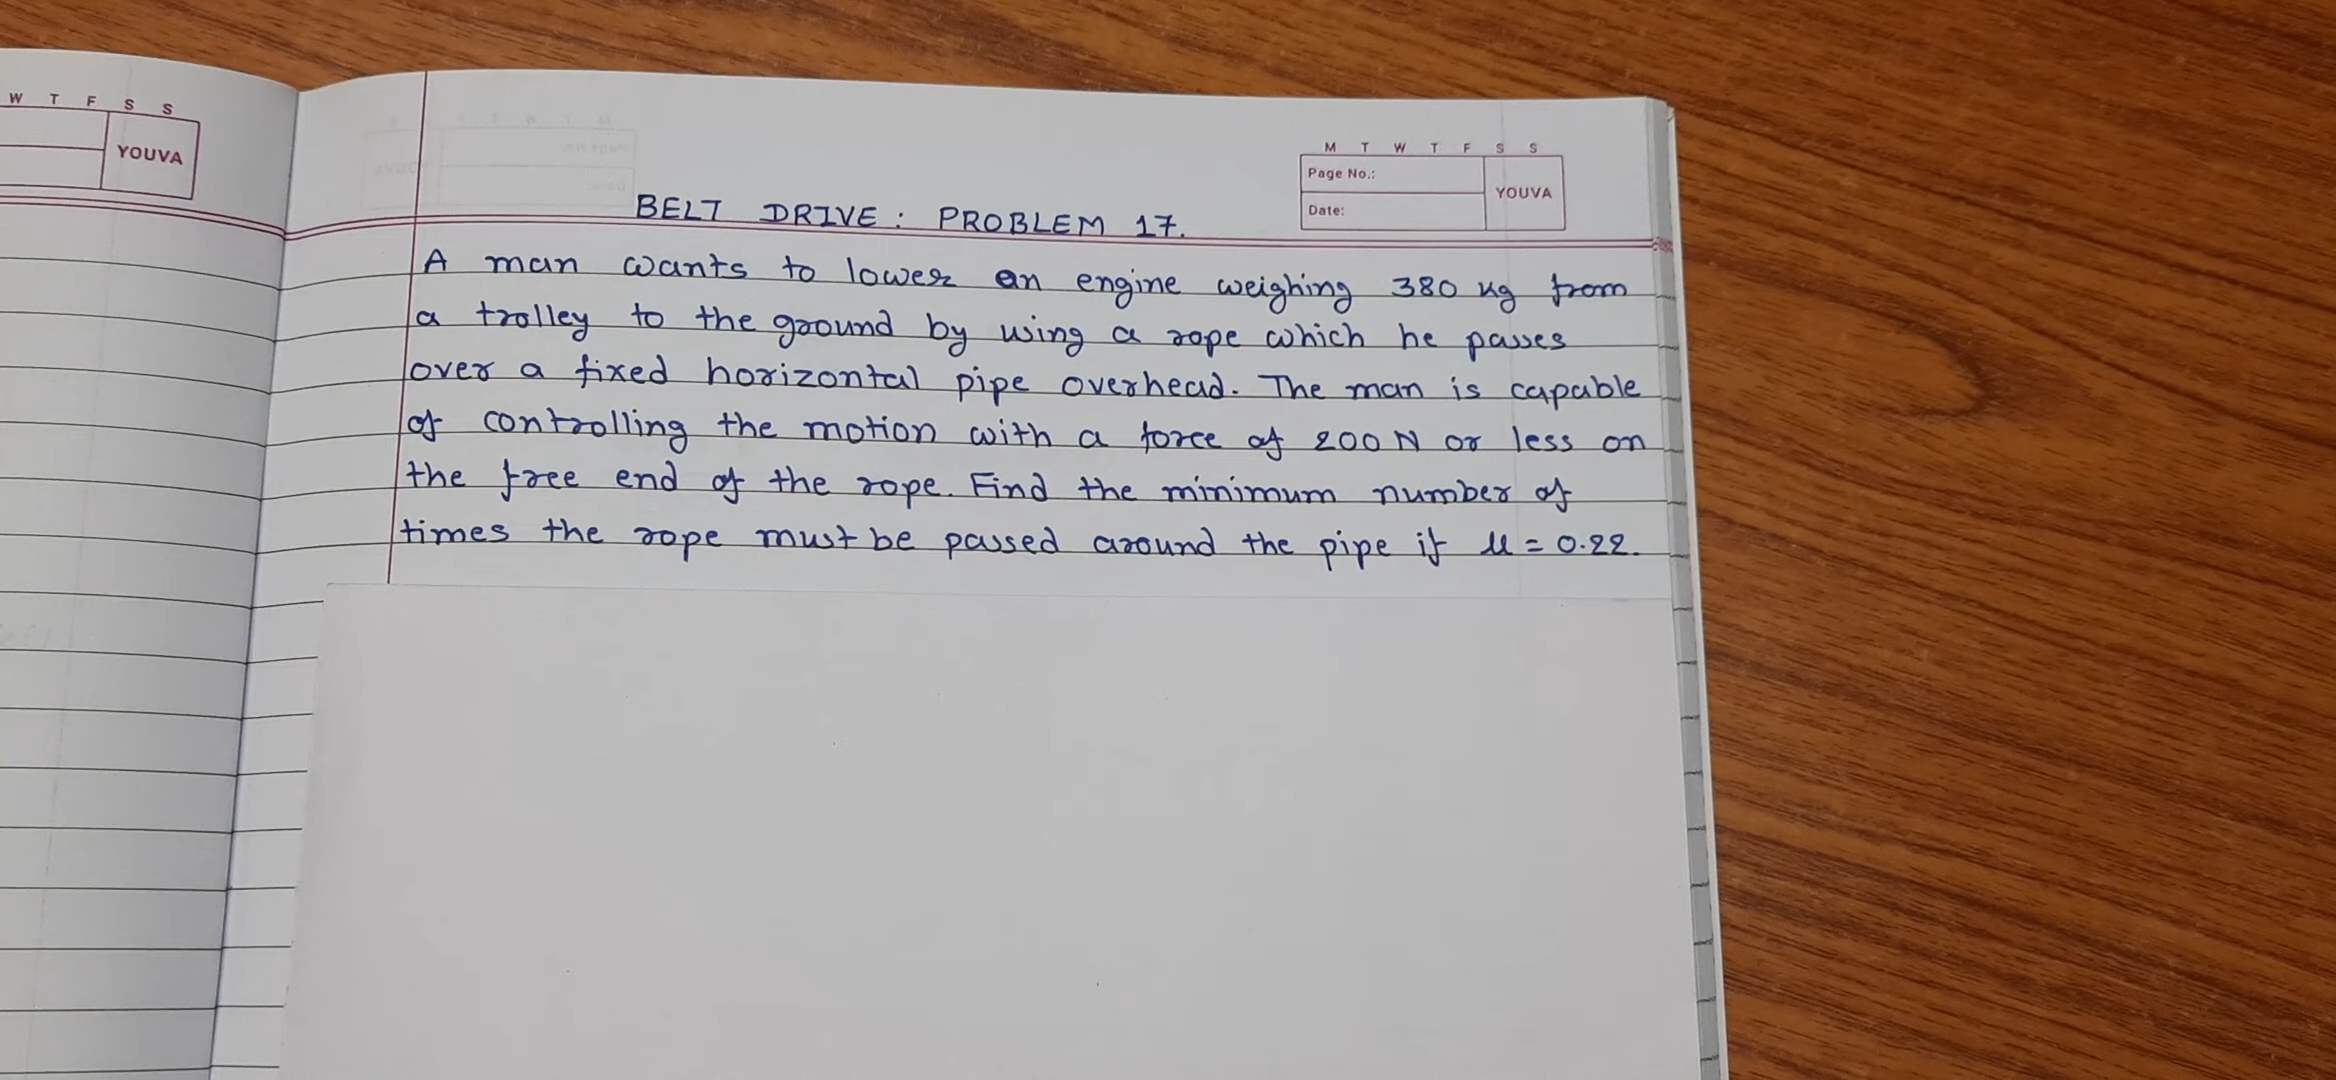 W T F S S
YOUVA
M T W T F S S
Page No.:
YOUVA
Date:
BELT DRIVE: PROBLEM 17.
A man wants to lower an engine weighing 380 kg from
a trolley to the ground by using a rope which he passes
over a fixed horizontal pipe overhead. The man is capable
of controlling the motion with a force of 200 N or less on
the free end of the rope. Find the minimum number of
times the rope must be passed around the pipe if μ = 0.22.